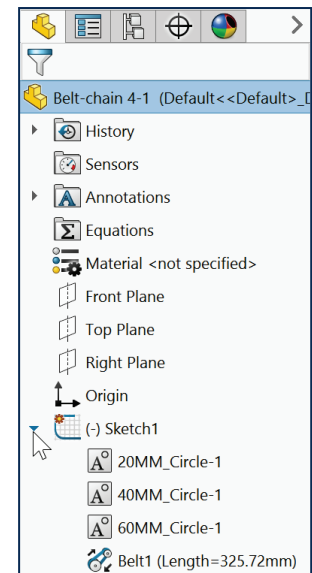 Belt-chain 4-1 (Default<<Default>_D
History
Sensors
Annotations
Equations
Material <not specified>
Front Plane
Top Plane
Right Plane
Origin
(-) Sketch1
20MM_Circle-1
40MM_Circle-1
60MM_Circle-1
Belt1 (Length=325.72mm)